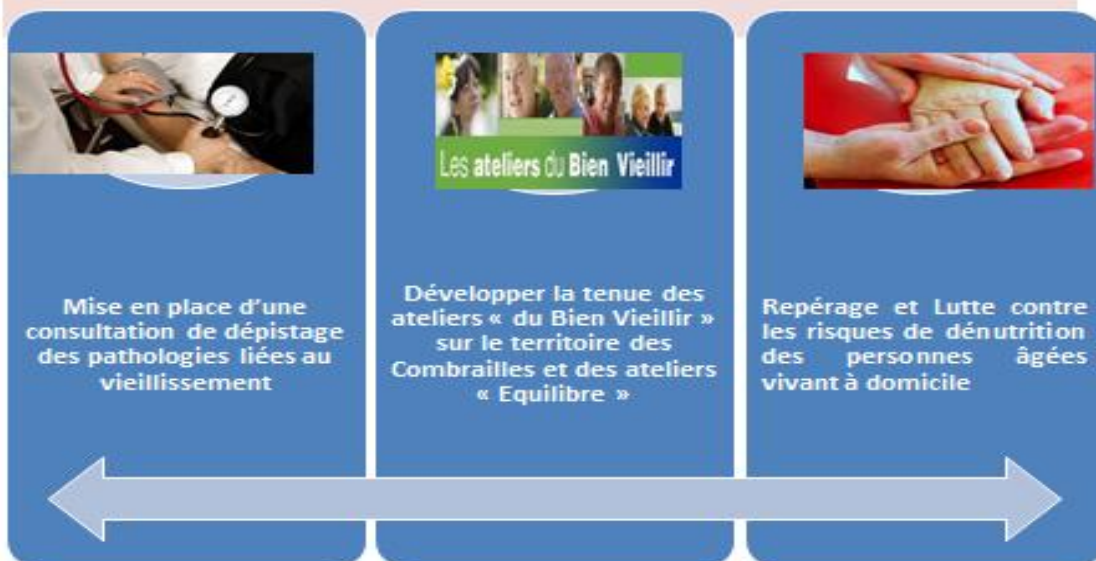 Mise en place d’une
consultation de dépistage
des pathologies liées au
vieillissement
Les ateliers du Bien Vieillir
Développer la tenue des
ateliers « du Bien Vieillir »
sur le territoire des
Combrailles et des ateliers
« Equilibre »
Repérage et Lutte contre
les risques de dénutrition
des personnes âgées
vivant à domicile